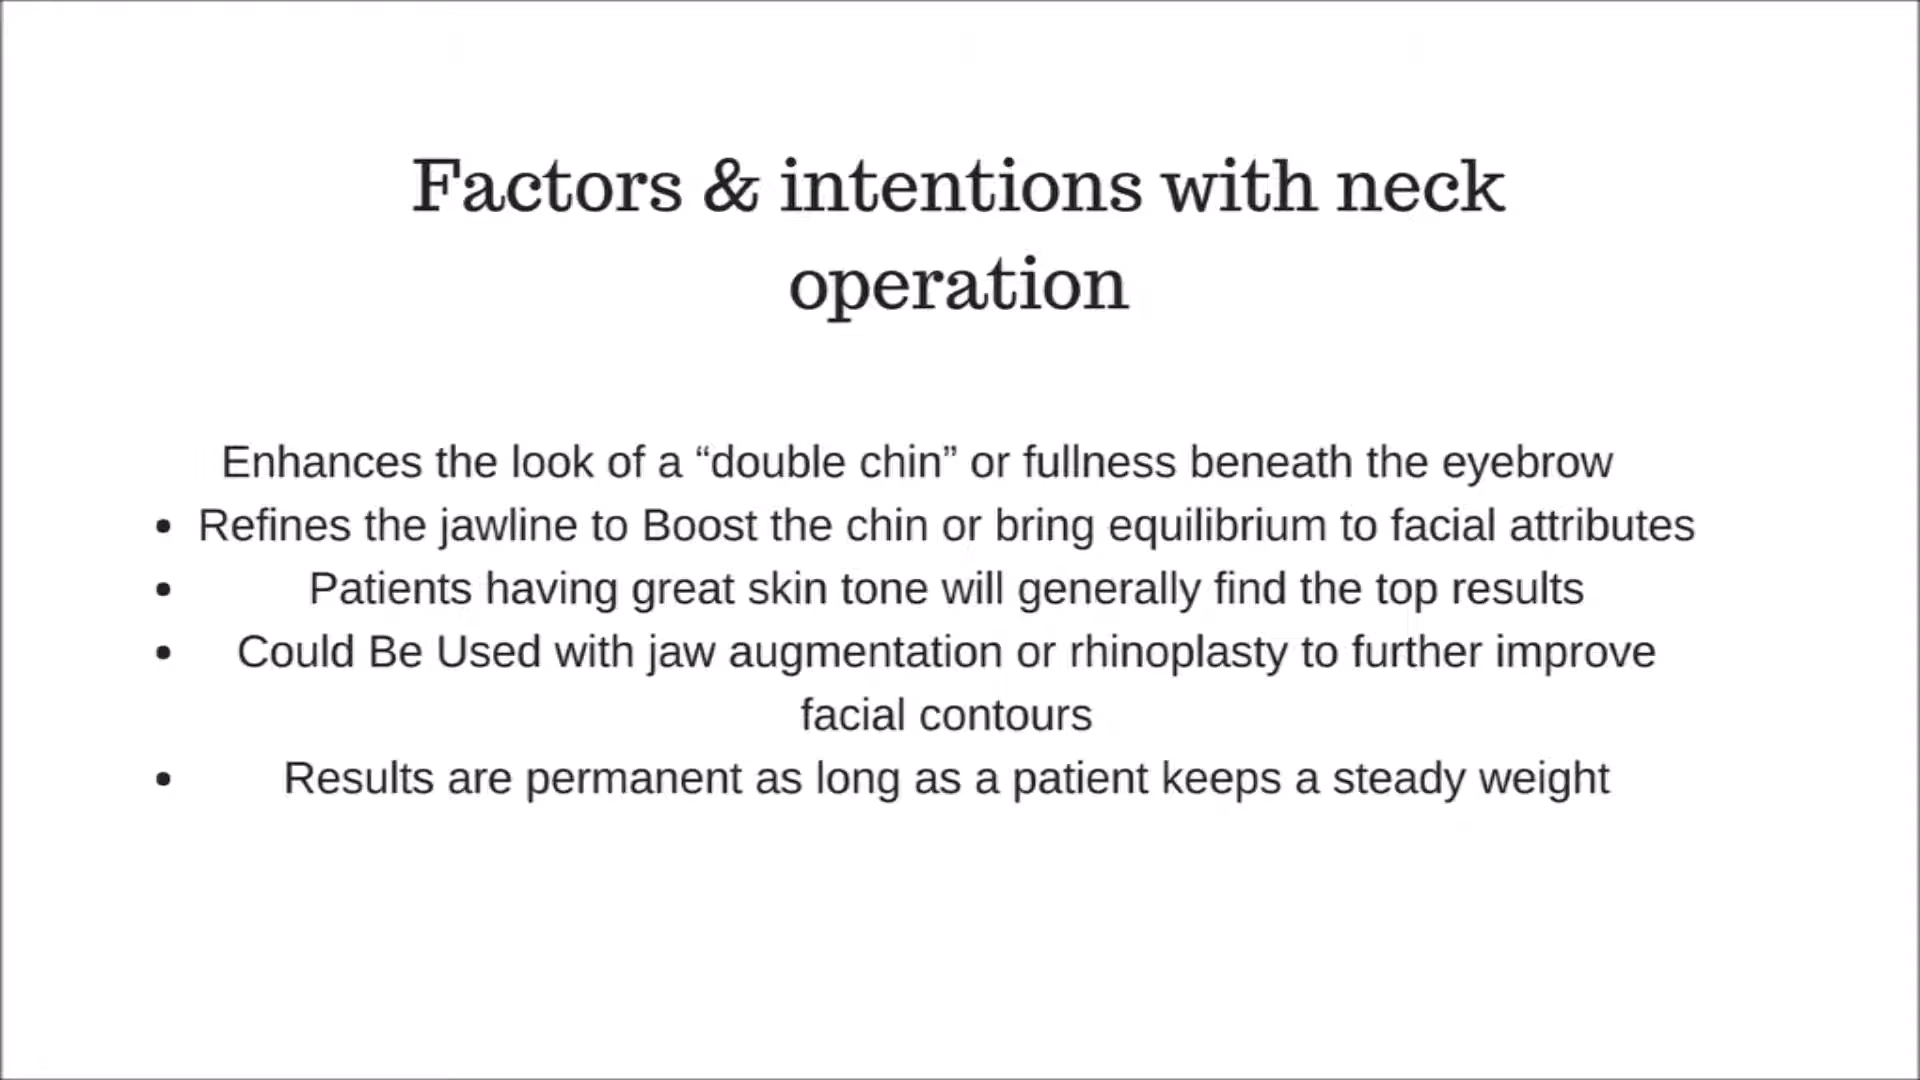 Factors & intentions with neck
operation
Enhances the look of a “double chin” or fullness beneath the eyebrow
• Refines the jawline to Boost the chin or bring equilibrium to facial attributes
• Patients having great skin tone will generally find the top results
• Could Be Used with jaw augmentation or rhinoplasty to further improve
facial contours
• Results are permanent as long as a patient keeps a steady weight